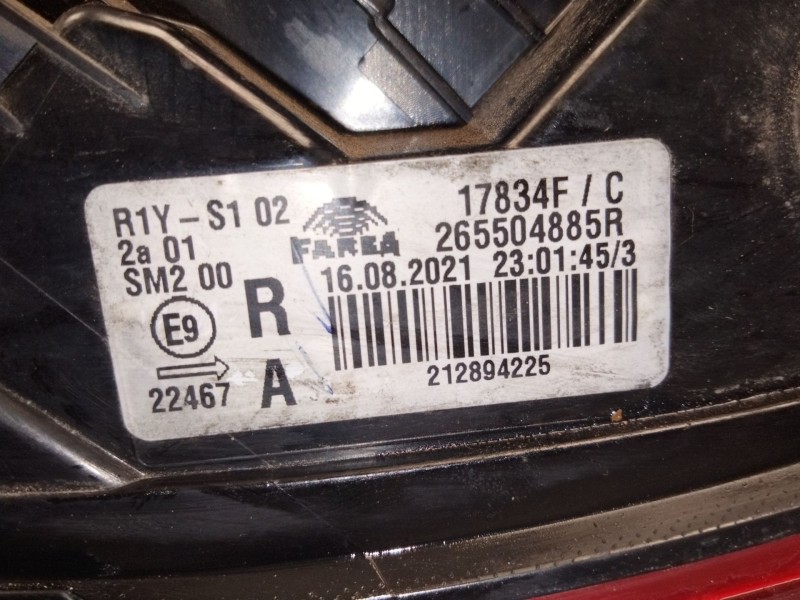 R1Y-S1 02
2a 01
SM2 00
E9
22467
R
A
FARBA
17834F / C
265504885R
16.08.2021 23:01:45/3
212894225